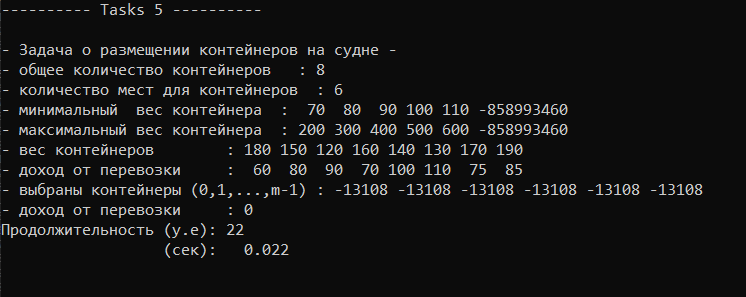 ---------- Tasks 5 ----------
- Задача о размещении контейнеров на судне -
- общее количество контейнеров   : 8
- количество мест для контейнеров  : 6
- минимальный  вес контейнера  :  70  80  90 100 110 -858993460
- максимальный вес контейнера  : 200 300 400 500 600 -858993460
- вес контейнеров        : 180 150 120 160 140 130 170 190
- доход от перевозки     :  60  80  90  70 100 110  75  85
- выбраны контейнеры (0,1,...,m-1) : -13108 -13108 -13108 -13108 -13108 -13108
- доход от перевозки     : 0
Продолжительность (у.е): 22
                  (сек):   0.022